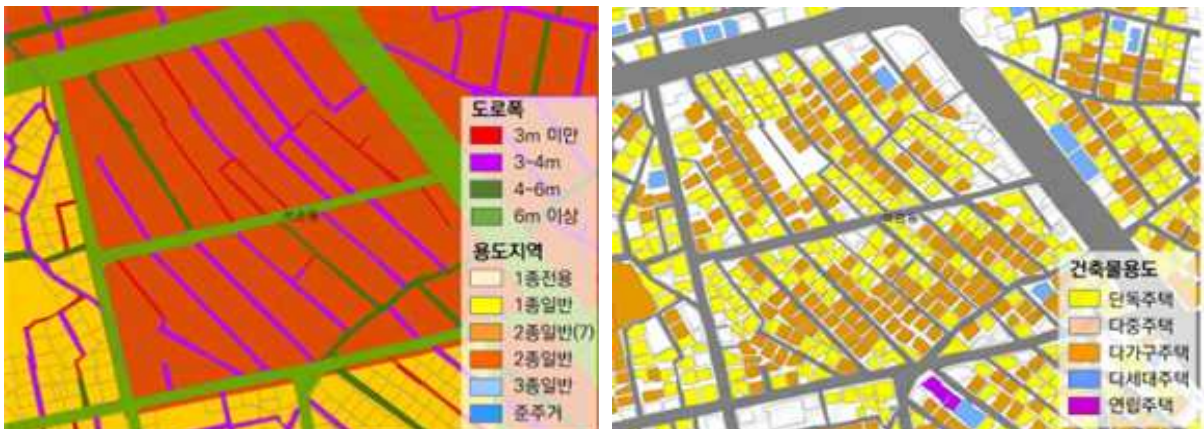 도로폭
3m 미만
3~4m
4~6m
6m 이상
용도지역
1종전용
1종일반
2종일반(7)
2종일반
3종일반
준주거
건축물용도
단독주택
다중주택
다가구주택
다세대주택
연립주택